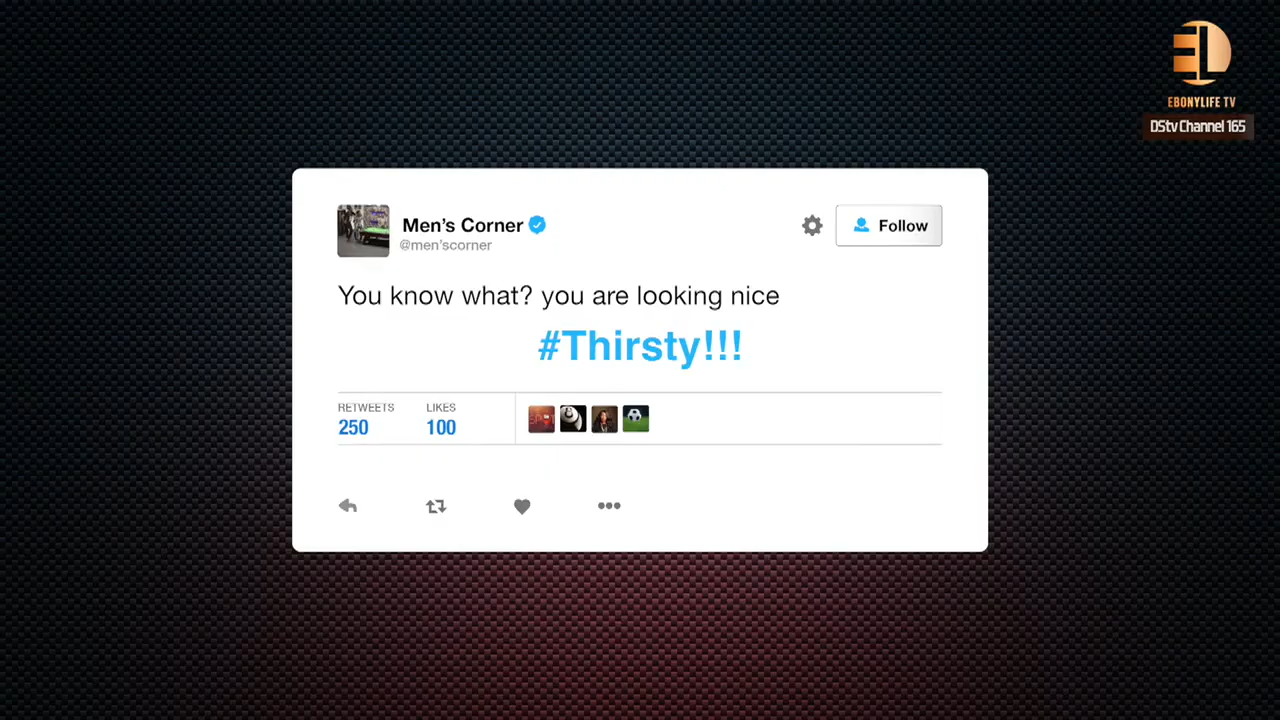 EL
EBONYLIFE TV
DStv Channel 165
Men's Corner
@men'scorner
Follow
You know what? you are looking nice
#Thirsty!!!
RETWEETS
LIKES
250
100